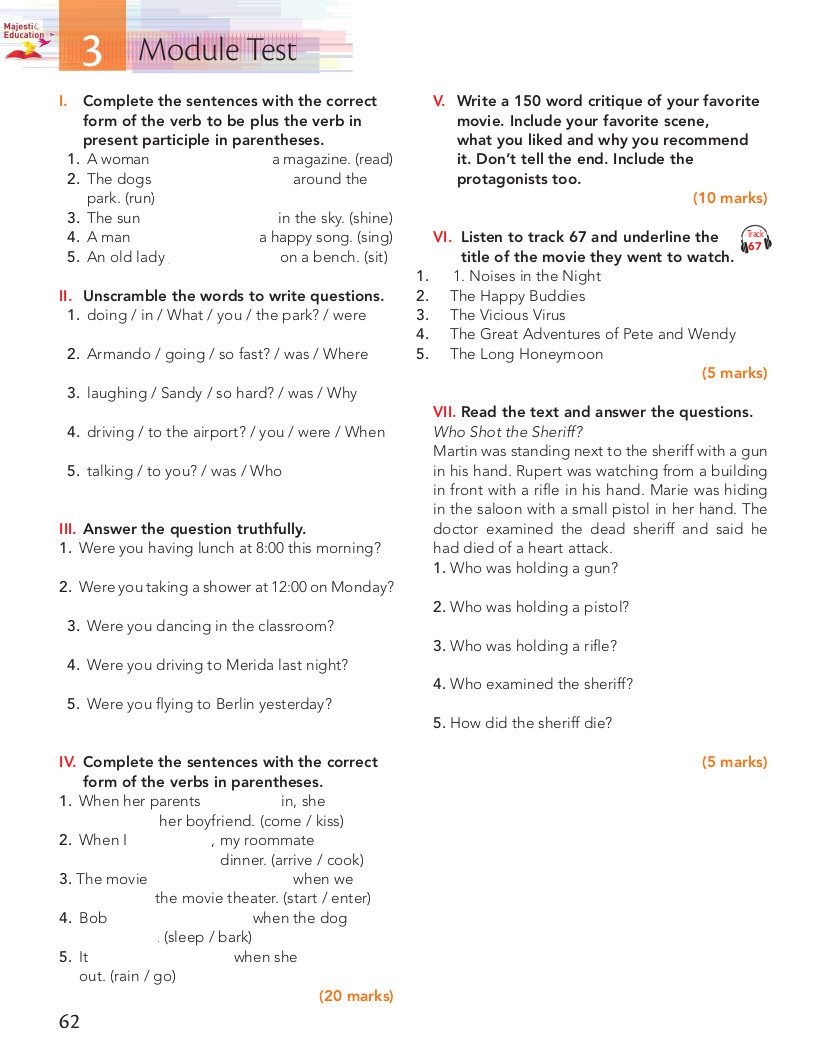 Majestic
Education
3 Module Test
I. Complete the sentences with the correct
form of the verb to be plus the verb in
present participle in parentheses.
1. A woman a magazine. (read)
2. The dogs around the
park. (run)
3. The sun in the sky. (shine)
4. A man a happy song. (sing)
5. An old lady on a bench. (sit)
II. Unscramble the words to write questions.
1. doing / in / What / you / the park? / were
2. Armando / going / so fast? / was / Where
3. laughing / Sandy / so hard? / was / Why
4. driving / to the airport? / you / were / When
5. talking / to you? / was / Who
III. Answer the question truthfully.
1. Were you having lunch at 8:00 this morning?
2. Were you taking a shower at 12:00 on Monday?
3. Were you dancing in the classroom?
4. Were you driving to Merida last night?
5. Were you flying to Berlin yesterday?
IV. Complete the sentences with the correct
form of the verbs in parentheses.
1. When her parents in, she
her boyfriend. (come / kiss)
2. When I , my roommate
dinner. (arrive / cook)
3. The movie when we
the movie theater. (start / enter)
4. Bob when the dog
. (sleep / bark)
5. It when she
out. (rain / go)
(20 marks)
62
V. Write a 150 word critique of your favorite
movie. Include your favorite scene,
what you liked and why you recommend
it. Don't tell the end. Include the
protagonists too.
(10 marks)
VI. Listen to track 67 and underline the
title of the movie they went to watch.
Track
67
1. 1. Noises in the Night
2. The Happy Buddies
3. The Vicious Virus
4. The Great Adventures of Pete and Wendy
5. The Long Honeymoon
(5 marks)
VII. Read the text and answer the questions.
Who Shot the Sheriff?
Martin was standing next to the sheriff with a gun
in his hand. Rupert was watching from a building
in front with a rifle in his hand. Marie was hiding
in the saloon with a small pistol in her hand. The
doctor examined the dead sheriff and said he
had died of a heart attack.
1. Who was holding a gun?
2. Who was holding a pistol?
3. Who was holding a rifle?
4. Who examined the sheriff?
5. How did the sheriff die?
(5 marks)